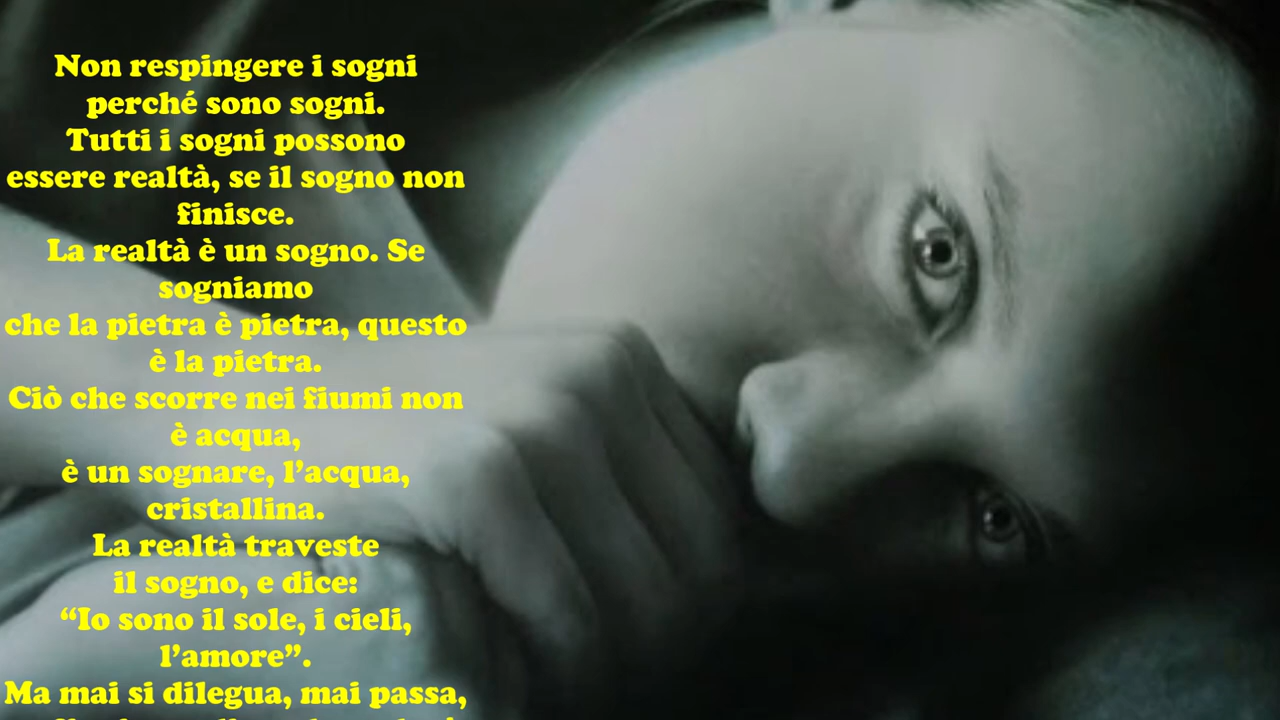 Non respingere i sogni
perché sono sogni.
Tutti i sogni possono
essere realtà, se il sogno non
finisce.
La realtà è un sogno. Se
sogniamo
che la pietra è pietra, questo
è la pietra.
Ciò che scorre nei fiumi non
è acqua,
è un sognare, l’acqua,
cristallina.
La realtà traveste
il sogno, e dice:
“Io sono il sole, i cieli,
l’amore”.
Ma mai si dilegua, mai passa,